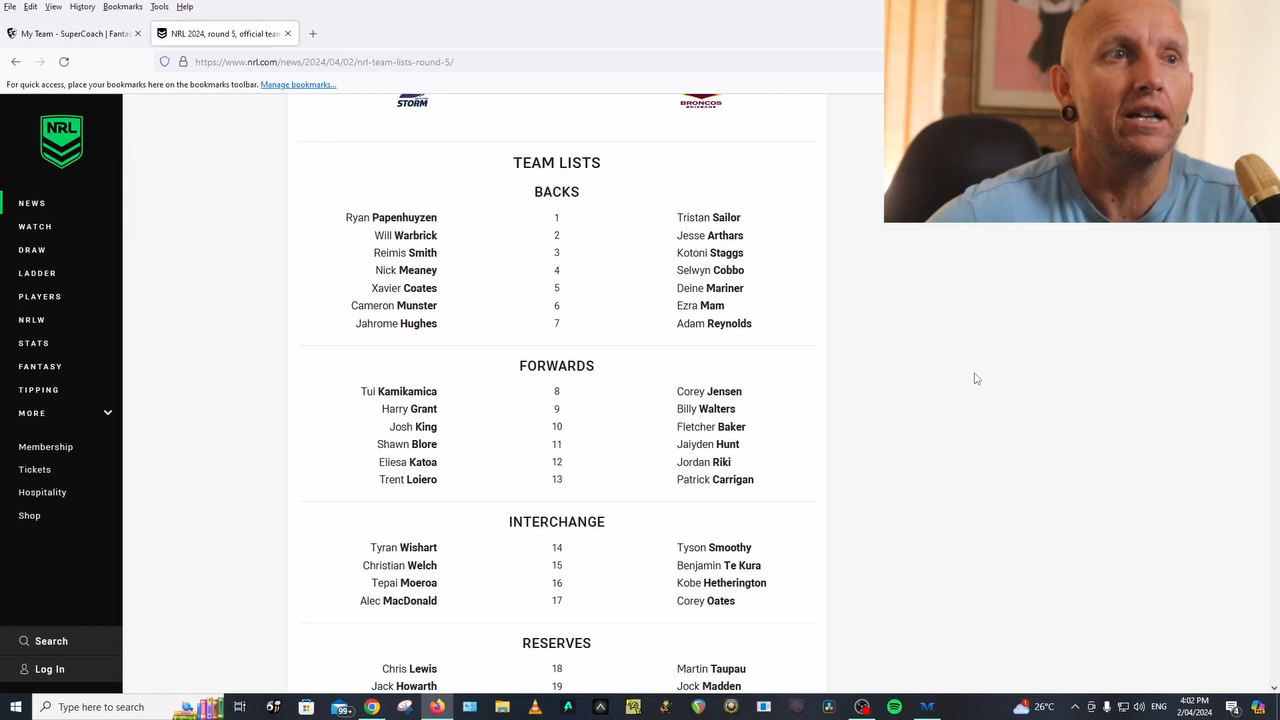 File Edit View History Bookmarks Tools Help
My Team - SuperCoach | Fantas
NRL 2024, round 5, official team
https://www.nrl.com/news/2024/04/02/nrl-team-lists-round-5/
For quick access, place your bookmarks here on the bookmarks toolbar. Manage bookmarks...
NRL
NEWS
WATCH
DRAW
LADDER
PLAYERS
NRLW
STATS
FANTASY
TIPPING
MORE
Membership
Tickets
Hospitality
Shop
Search
Log In
STORM
BRONCOS
BRISBANE
TEAM LISTS
BACKS
Ryan Papenhuyzen 1 Tristan Sailor
Will Warbrick 2 Jesse Arthars
Reimis Smith 3 Kotoni Staggs
Nick Meaney 4 Selwyn Cobbo
Xavier Coates 5 Deine Mariner
Cameron Munster 6 Ezra Mam
Jahrome Hughes 7 Adam Reynolds
FORWARDS
Tui Kamikamica 8 Corey Jensen
Harry Grant 9 Billy Walters
Josh King 10 Fletcher Baker
Shawn Blore 11 Jaiyden Hunt
Eliesa Katoa 12 Jordan Riki
Trent Loiero 13 Patrick Carrigan
INTERCHANGE
Tyran Wishart 14 Tyson Smoothy
Christian Welch 15 Benjamin Te Kura
Tepai Moeroa 16 Kobe Hetherington
Alec MacDonald 17 Corey Oates
RESERVES
Chris Lewis 18 Martin Taupau
Jack Howarth 19 Jock Madden
Type here to search
99+
26°C
ENG
4:02 PM
2/04/2024
4